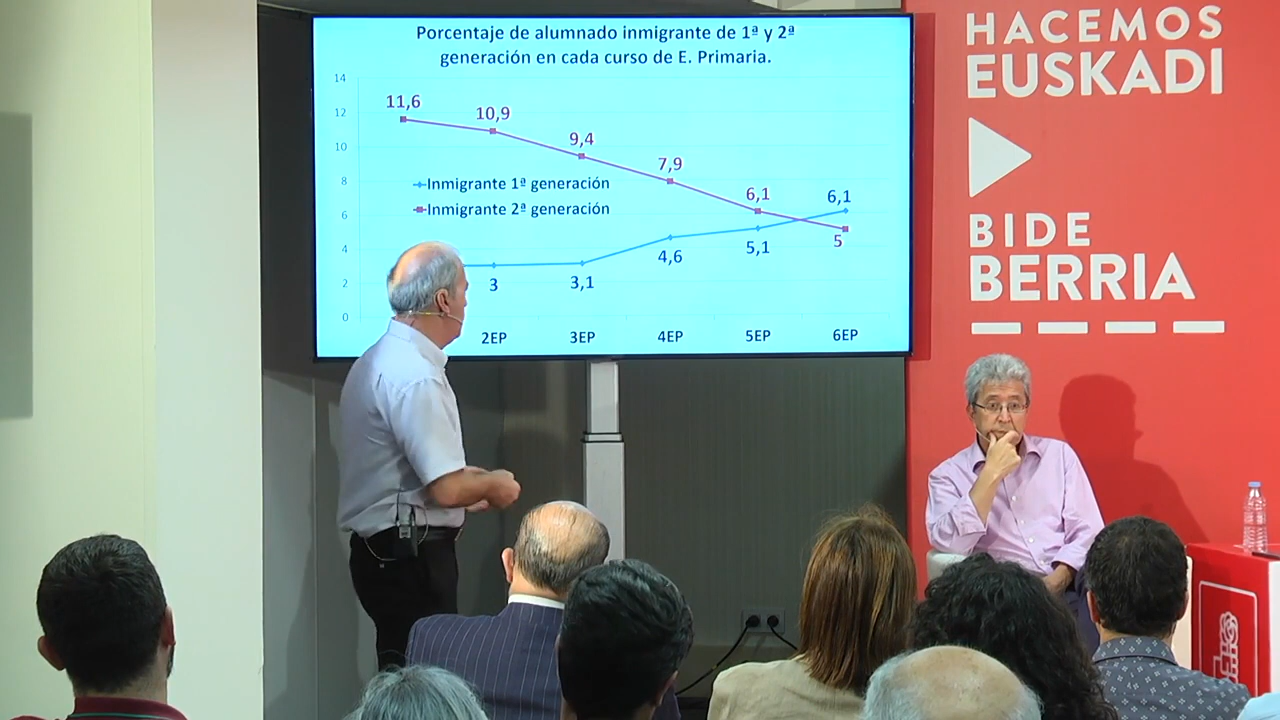 Porcentaje de alumnado inmigrante de 1ª y 2ª
generación en cada curso de E. Primaria.
14
12
10
8
6
4
2
0
11,6
10,9
9,4
7,9
6,1
5
Inmigrante 1ª generación
Inmigrante 2ª generación
3
3,1
4,6
5,1
6,1
2EP
3EP
4EP
5EP
6EP
HACEMOS
EUSKADI
BIDE
BERRIA